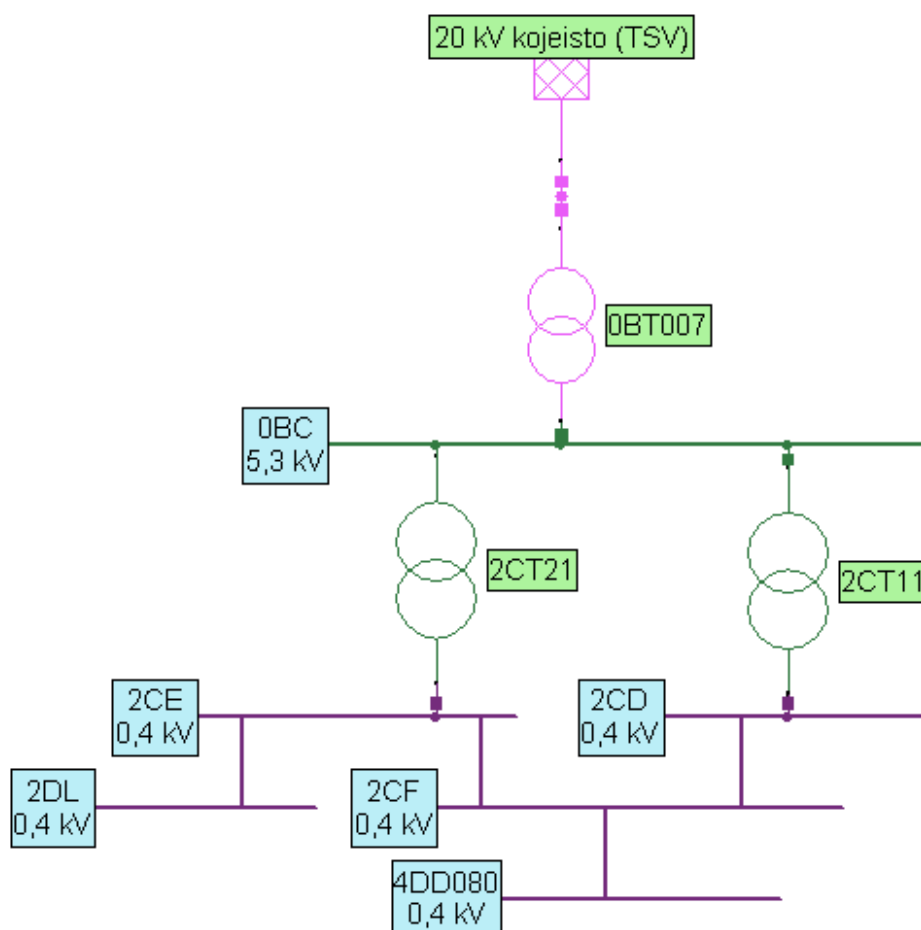 20 kV kojeisto (TSV)
0BT007
0BC
5,3 kV
2CT21
2CT11
2CE
0,4 kV
2CD
0,4 kV
2DL
0,4 kV
2CF
0,4 kV
4DD080
0,4 kV